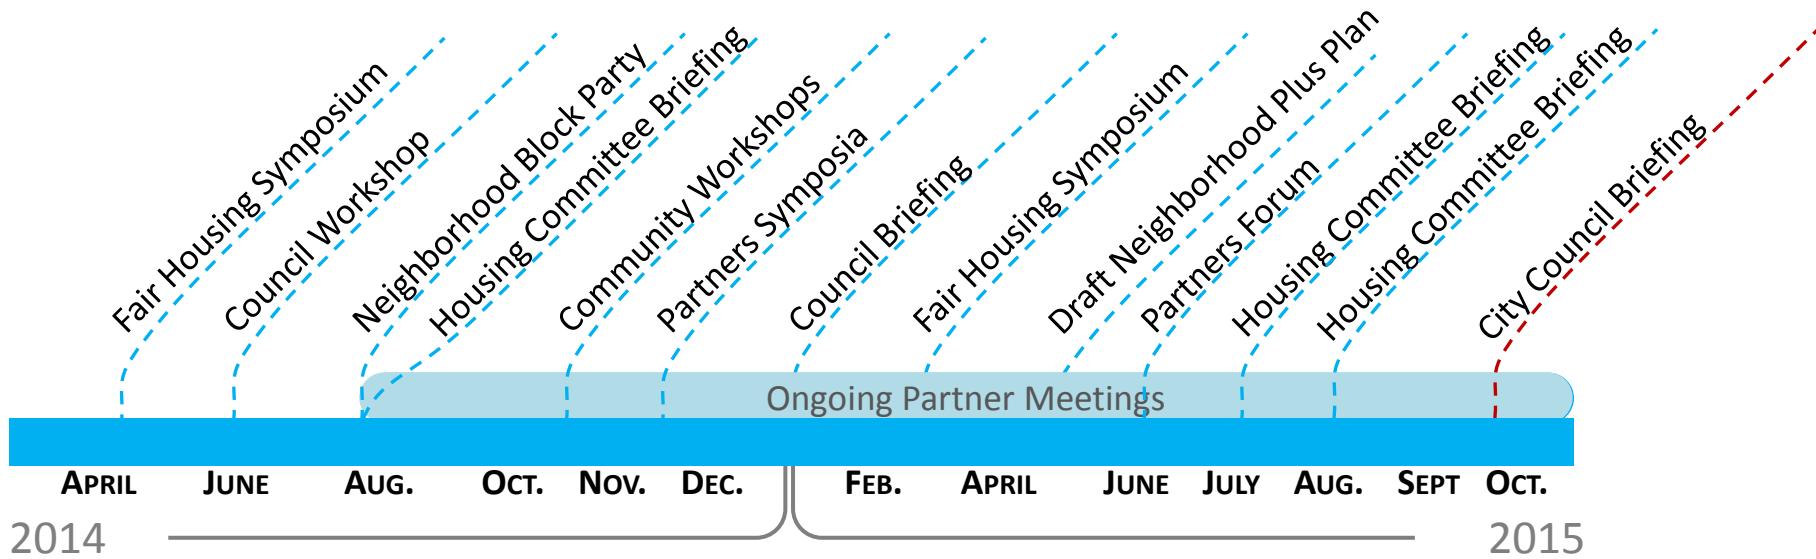 Fair Housing Symposium
Council Workshop
Neighborhood Block Party
Housing Committee Briefing
Community Workshops
Partners Symposia
Council Briefing
Fair Housing Symposium
Draft Neighborhood Plus Plan
Partners Forum
Housing Committee Briefing
Housing Committee Briefing
City Council Briefing
Ongoing Partner Meetings
APRIL JUNE AUG. OCT. NOV. DEC. FEB. APRIL JUNE JULY AUG. SEPT OCT.
2014 2015